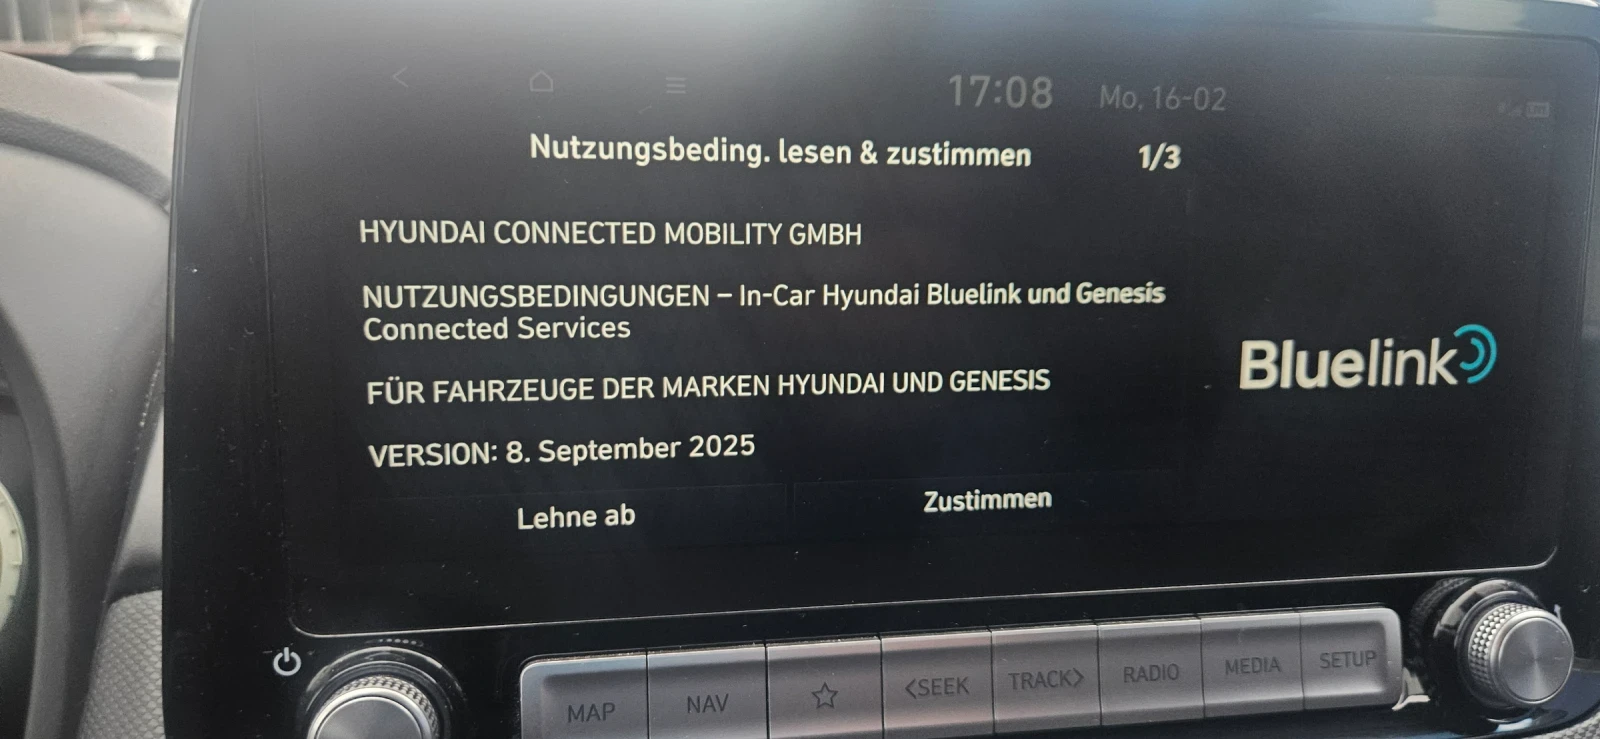 17:08 Mo, 16-02
Nutzungsbeding. lesen & zustimmen 1/3
HYUNDAI CONNECTED MOBILITY GMBH
NUTZUNGSBEDINGUNGEN – In-Car Hyundai Bluelink und Genesis
Connected Services
Bluelink
FÜR FAHRZEUGE DER MARKEN HYUNDAI UND GENESIS
VERSION: 8. September 2025
Lehne ab Zustimmen
MAP NAV <SEEK TRACK> RADIO MEDIA SETUP